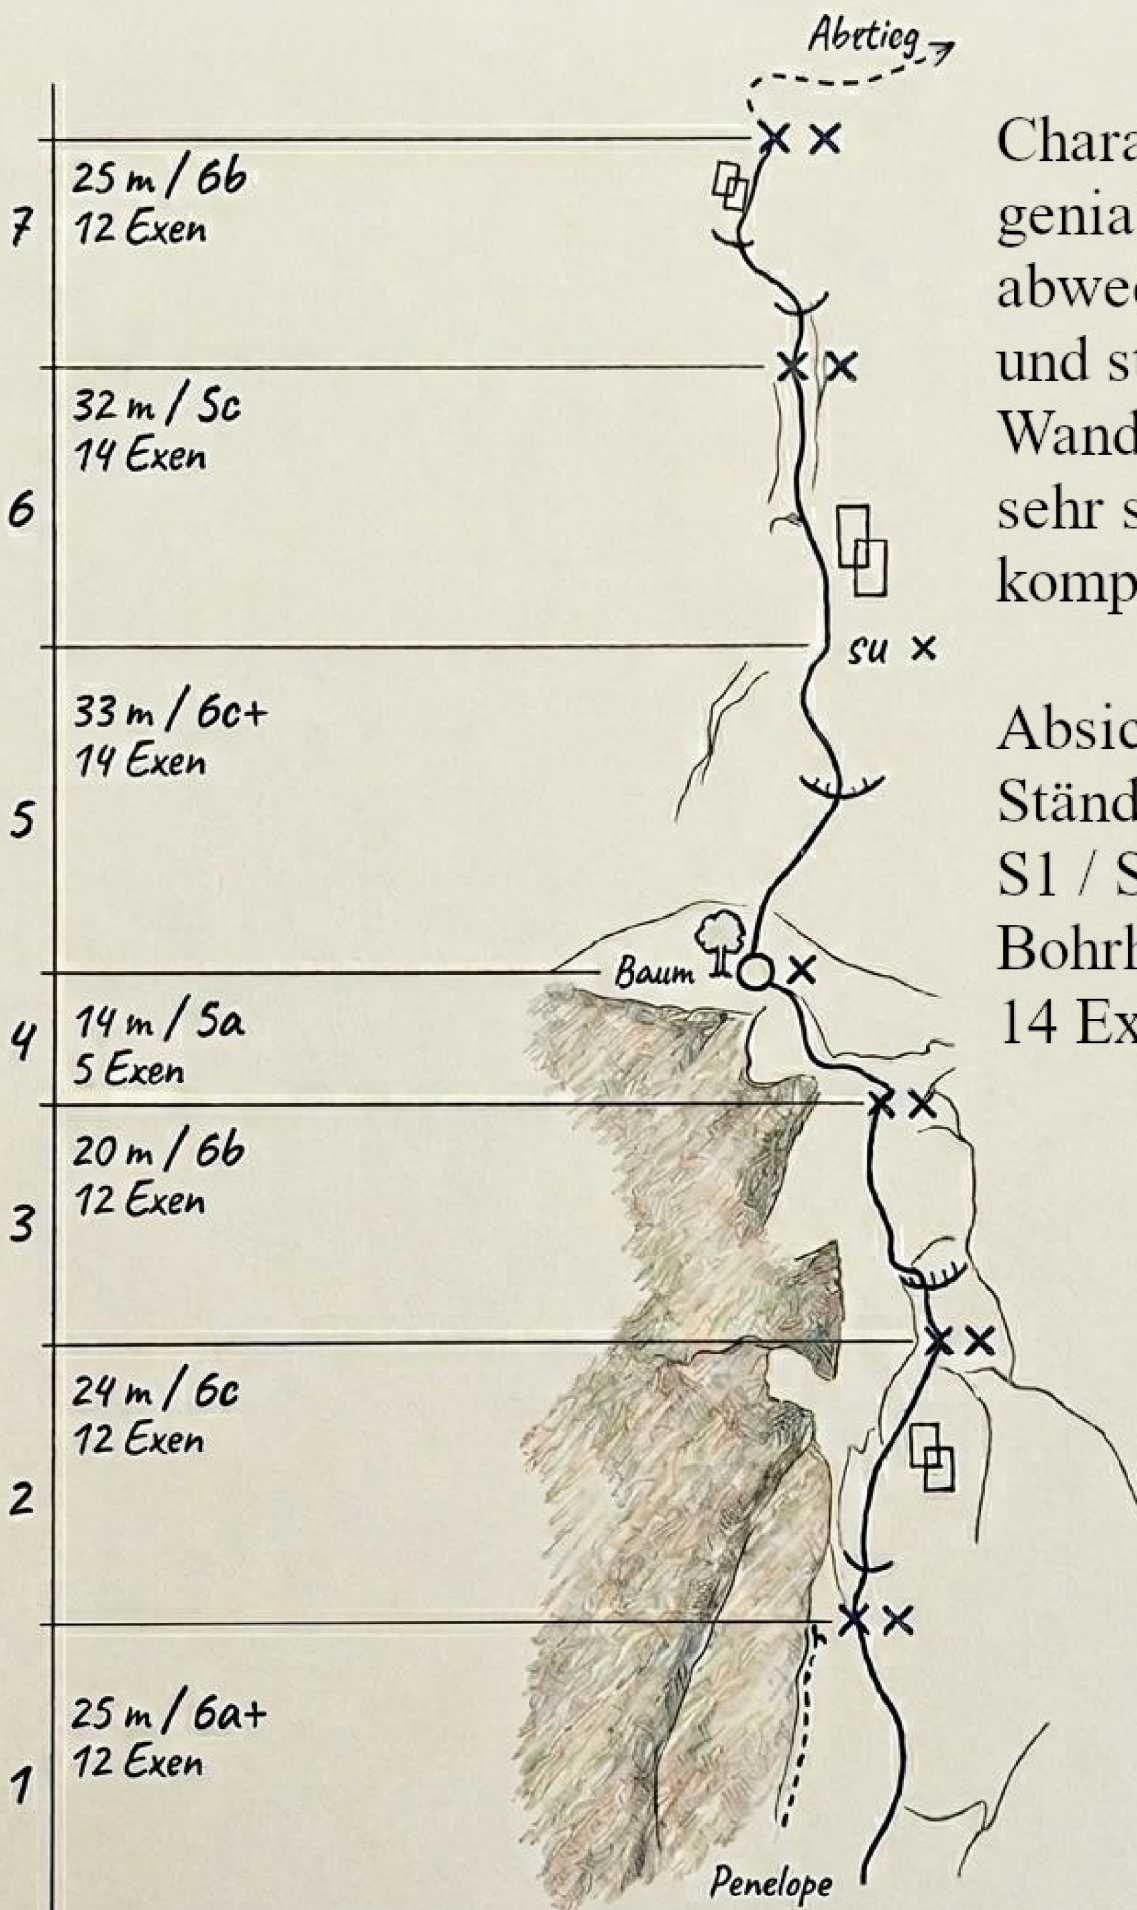 Abrtieg
7
25 m / 6b
12 Exen
6
32 m / 5c
14 Exen
su
5
33 m / 6c+
14 Exen
Baum
4
14 m / 5a
5 Exen
3
20 m / 6b
12 Exen
2
24 m / 6c
12 Exen
1
25 m / 6a+
12 Exen
Penelope
Chara
genia
abwec
und st
Wand
sehr s
komp
Absic
Ständ
S1 / S
Bohrh
14 Ex